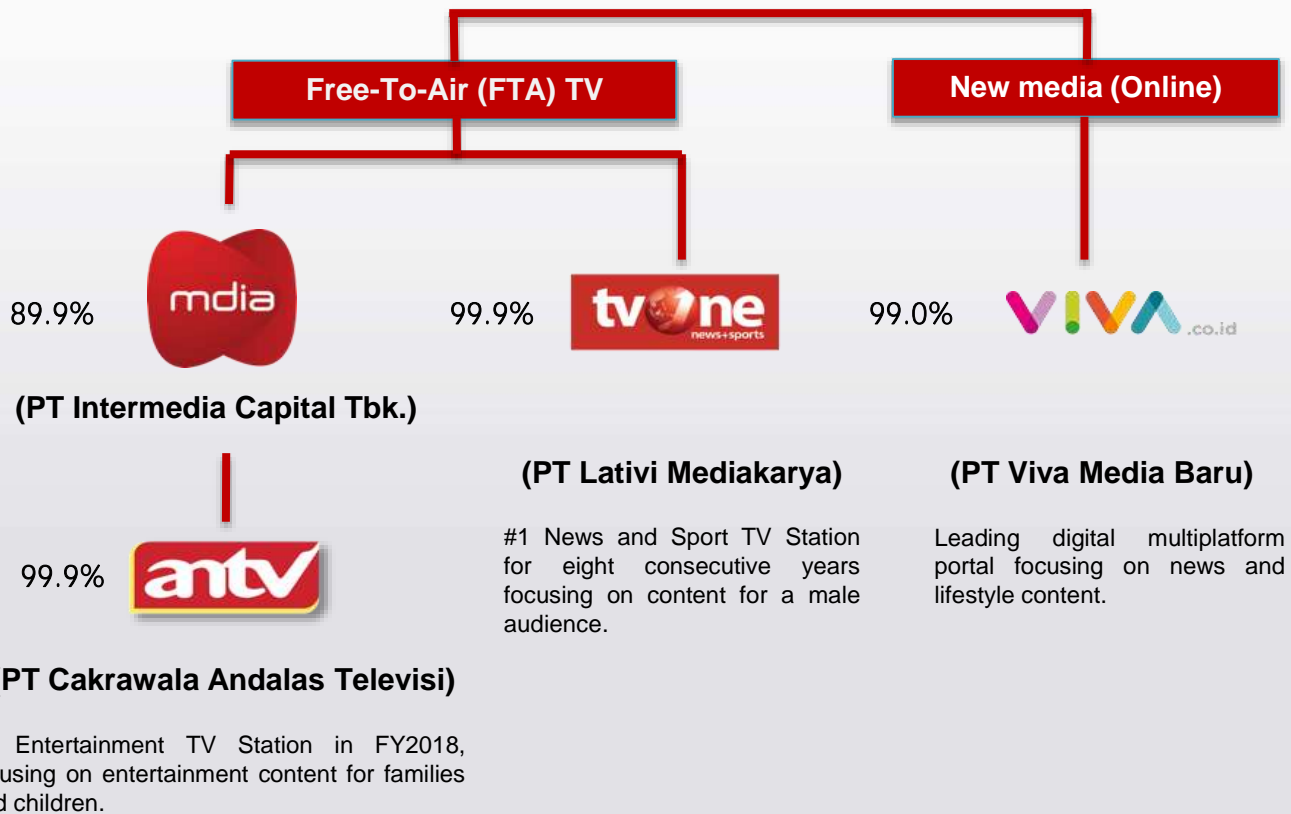 Free-To-Air (FTA) TV
New media (Online)
89.9%
mdia
99.9%
tvOne
news+sports
99.0%
VIVA.co.id
(PT Intermedia Capital Tbk.)
99.9%
antv
PT Cakrawala Andalas Televisi)
Entertainment TV Station in FY2018,
using on entertainment content for families
d children.
(PT Lativi Mediakarya)
#1 News and Sport TV Station
for eight consecutive years
focusing on content for a male
audience.
(PT Viva Media Baru)
Leading digital multiplatform
portal focusing on news and
lifestyle content.